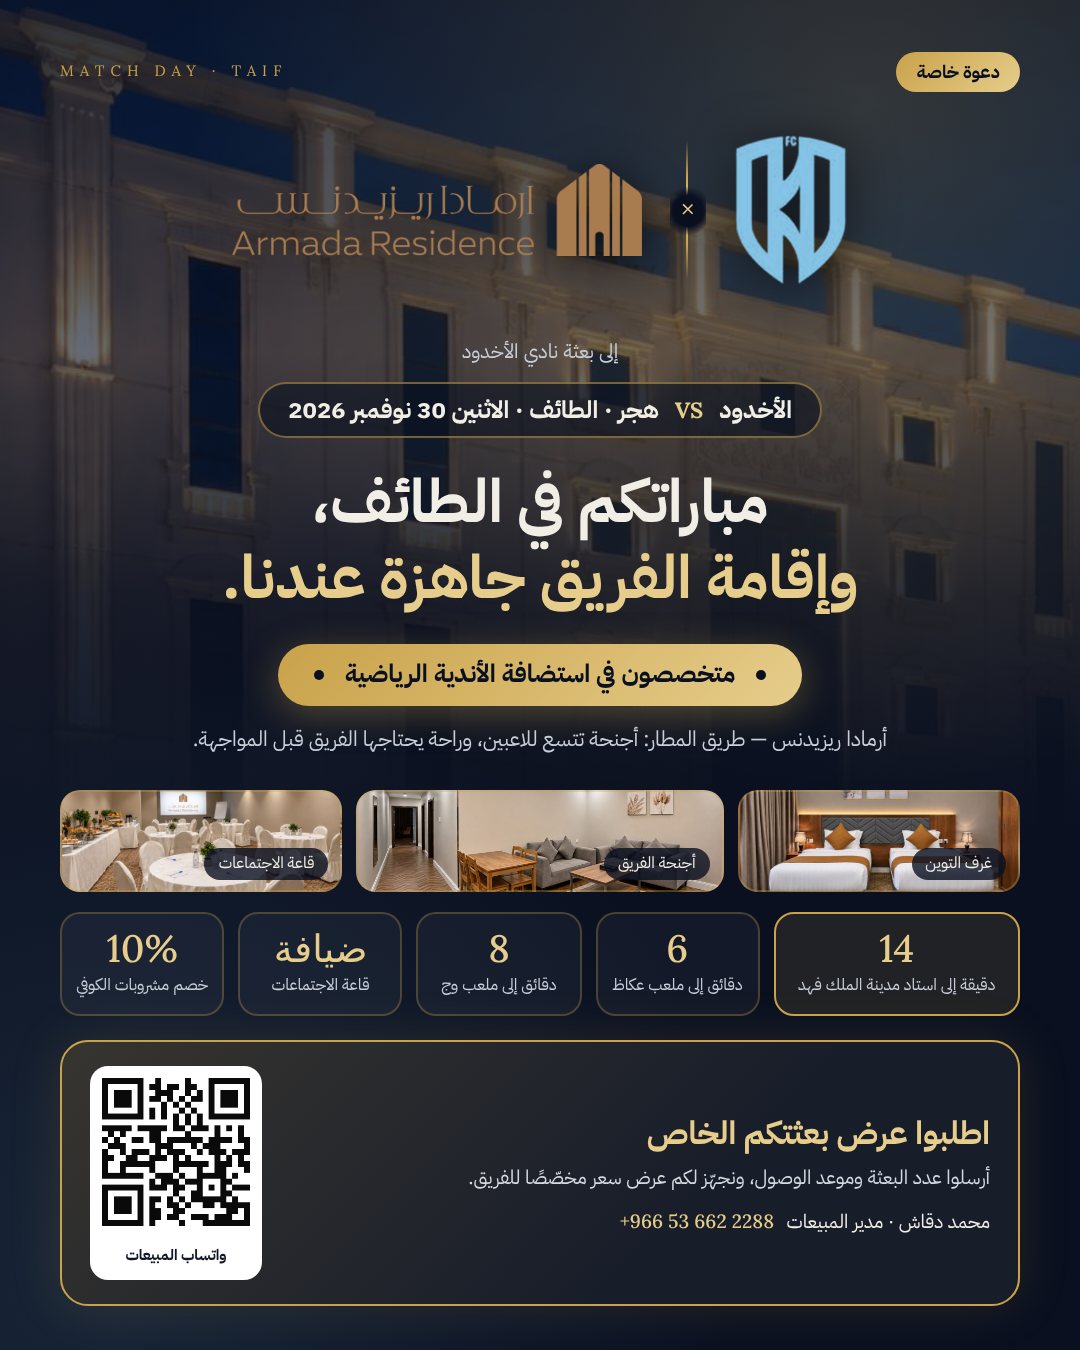 دعوة خاصة
MATCH DAY · TAIF
FC
×
ارمادا ريزيدنس
Armada Residence
إلى بعثة نادي الأخدود
الأخدود VS هجر · الطائف · الاثنين 30 نوفمبر 2026
مباراتكم في الطائف،
وإقامة الفريق جاهزة عندنا.
• متخصصون في استضافة الأندية الرياضية •
أرمادا ريزيدنس — طريق المطار: أجنحة تتسع للاعبين، وراحة يحتاجها الفريق قبل المواجهة.
غرف التوين
أجنحة الفريق
قاعة الاجتماعات
Armada Residence
14
دقيقة إلى استاد مدينة الملك فهد
6
دقائق إلى ملعب عكاظ
8
دقائق إلى ملعب وج
ضيافة
قاعة الاجتماعات
10%
خصم مشروبات الكوفي
اطلبوا عرض بعثتكم الخاص
أرسلوا عدد البعثة وموعد الوصول، ونجهّز لكم عرض سعر مخصّصًا للفريق.
محمد دقاش · مدير المبيعات +966 53 662 2288
واتساب المبيعات